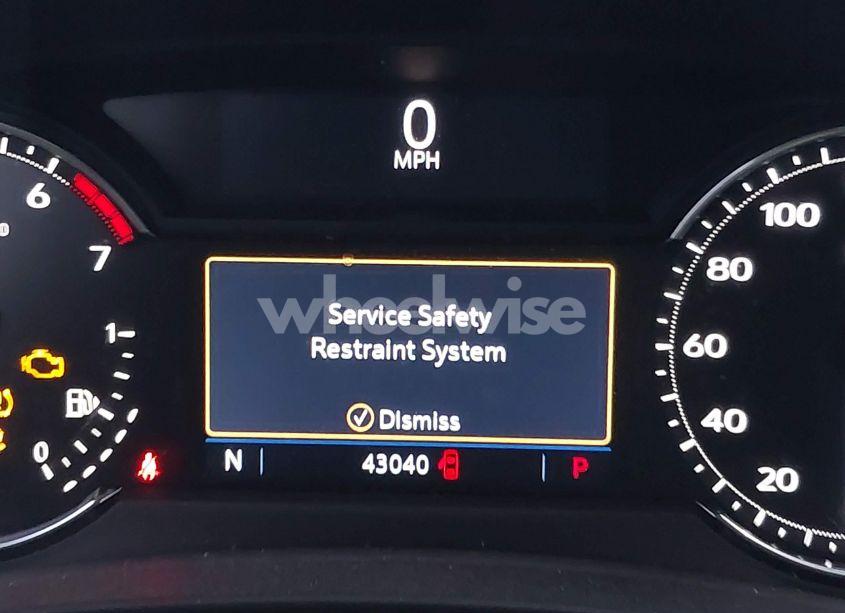 0
MPH
6
7
100
80
60
40
20
wheelwise
Service Safety
Restraint System
Dismiss
1
0
N
43040
P